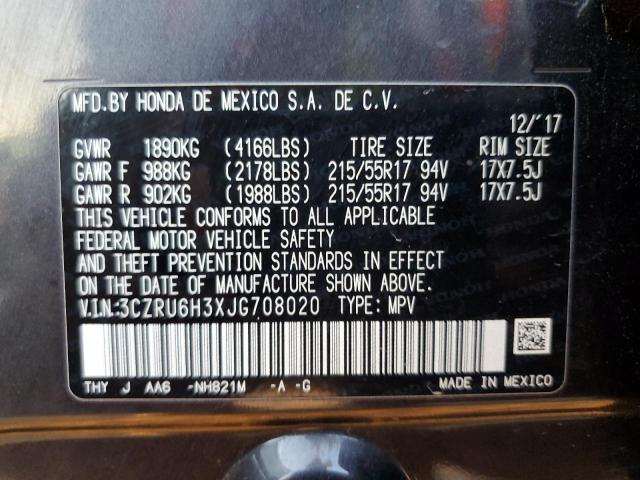 MFD.BY HONDA DE MEXICO S.A. DE C.V.
12/'17
GVWR 1890KG (4166LBS) TIRE SIZE RIM SIZE
GAWR F 988KG (2178LBS) 215/55R17 94V 17X7.5J
GAWR R 902KG (1988LBS) 215/55R17 94V 17X7.5J
THIS VEHICLE CONFORMS TO ALL APPLICABLE
FEDERAL MOTOR VEHICLE SAFETY
AND THEFT PREVENTION STANDARDS IN EFFECT
ON THE DATE OF MANUFACTURE SHOWN ABOVE.
V.I.N.:3CZRU6H3XJG708020 TYPE: MPV
THY J AA6 -NH821M -A -G MADE IN MEXICO